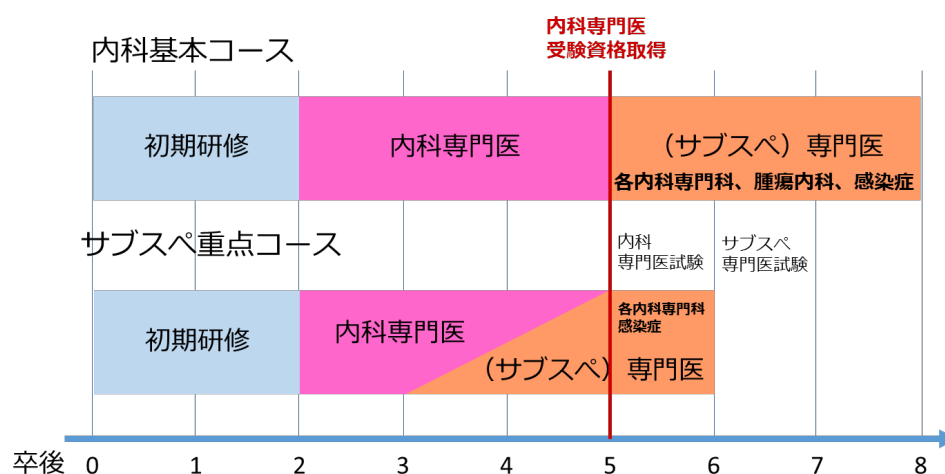 内科専門医
受験資格取得
内科基本コース
初期研修
内科専門医
（サブスペ）専門医
各内科専門科、腫瘍内科、感染症
サブスペ重点コース
内科
専門医試験
サブスペ
専門医試験
初期研修
内科専門医
各内科専門科
感染症
（サブスペ）専門医
卒後 0 1 2 3 4 5 6 7 8